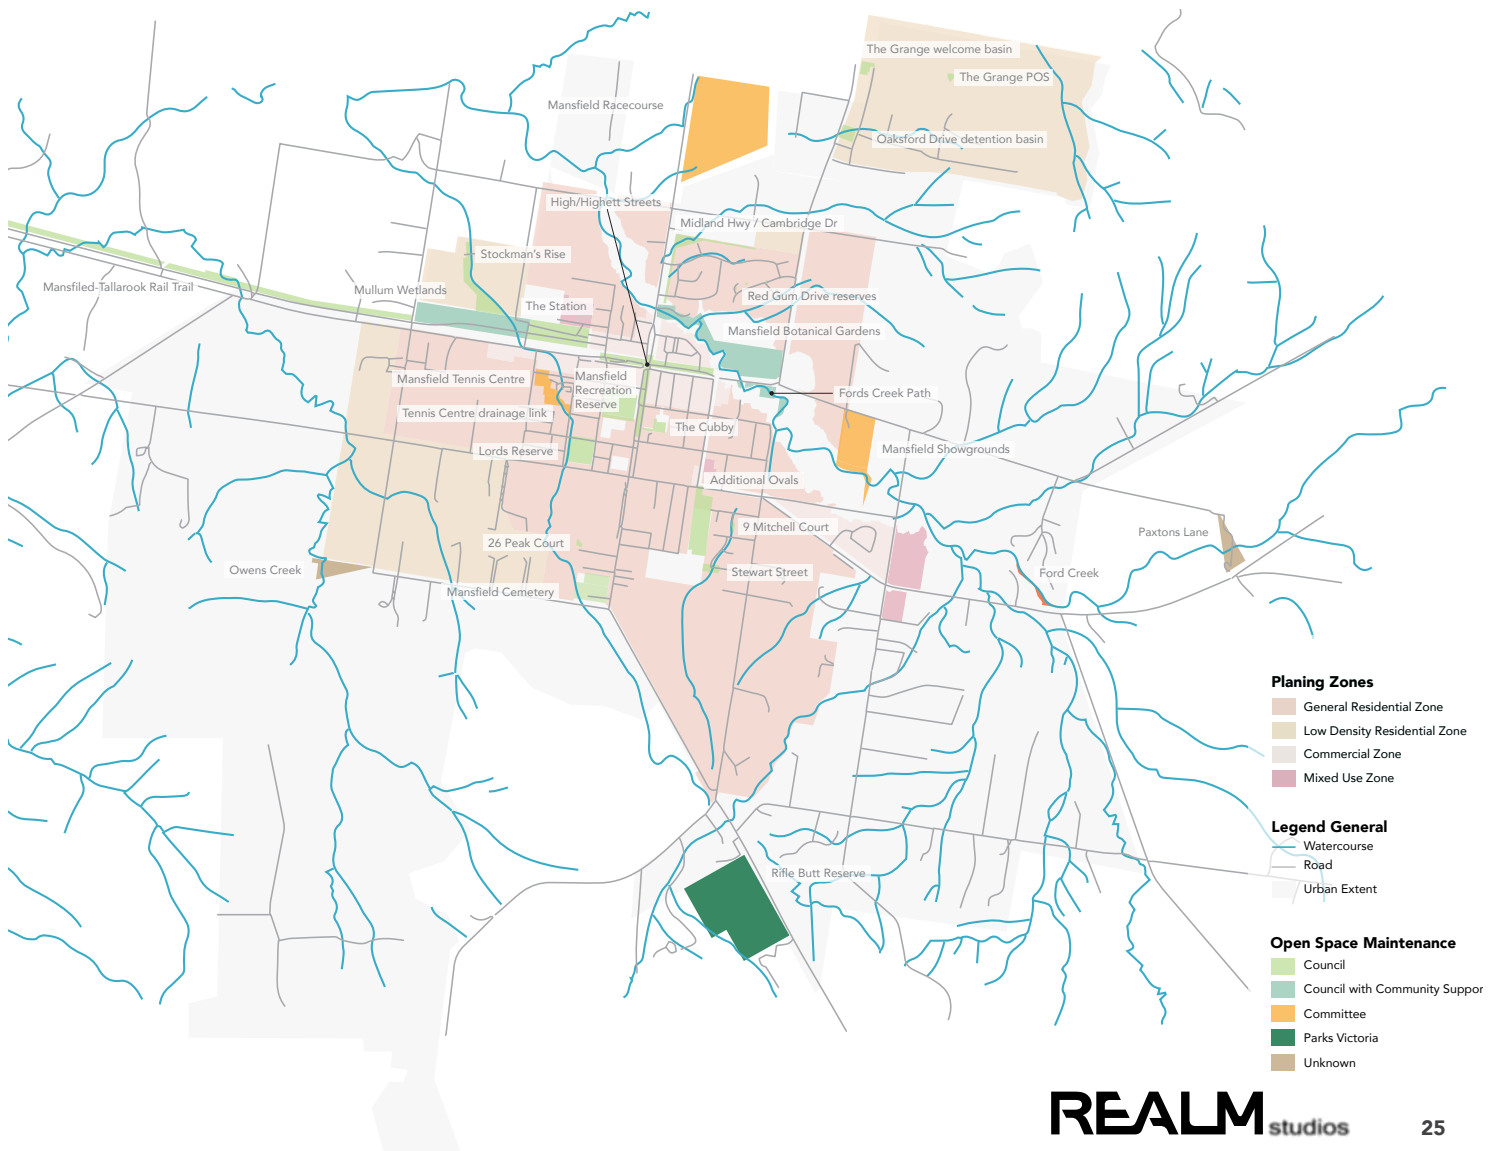 The Grange welcome basin
The Grange POS
Mansfield Racecourse
Oaksford Drive detention basin
High/Highett Streets
Midland Hwy / Cambridge Dr
Stockman's Rise
Mansfiled-Tallarook Rail Trail
Mullum Wetlands
The Station
Red Gum Drive reserves
Mansfield Botanical Gardens
Mansfield Tennis Centre
Mansfield
Recreation
Reserve
Fords Creek Path
Tennis Centre drainage link
The Cubby
Lords Reserve
Mansfield Showgrounds
Additional Ovals
9 Mitchell Court
Paxtons Lane
26 Peak Court
Owens Creek
Stewart Street
Ford Creek
Mansfield Cemetery
Rifle Butt Reserve
Planing Zones
General Residential Zone
Low Density Residential Zone
Commercial Zone
Mixed Use Zone
Legend General
Watercourse
Road
Urban Extent
Open Space Maintenance
Council
Council with Community Suppor
Committee
Parks Victoria
Unknown
REALM studios
25